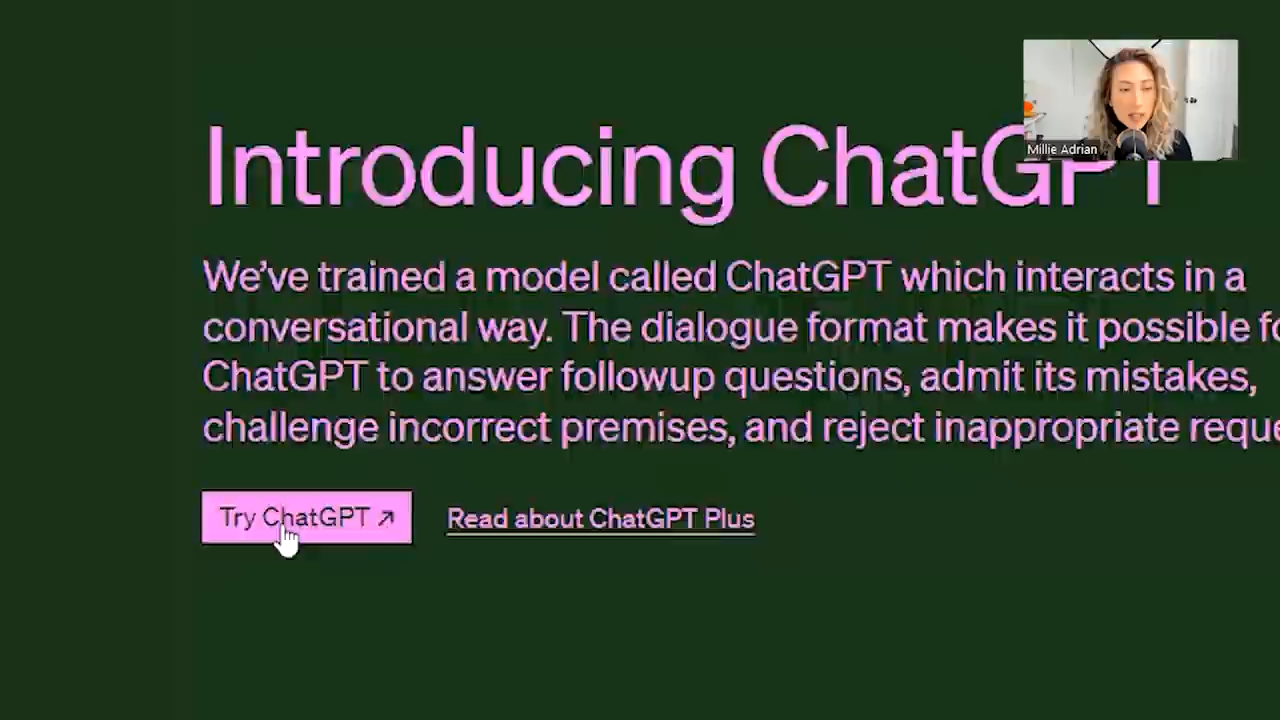 Introducing ChatGPT
Millie Adrian
We’ve trained a model called ChatGPT which interacts in a
conversational way. The dialogue format makes it possible
ChatGPT to answer followup questions, admit its mistakes,
challenge incorrect premises, and reject inappropriate
Try ChatGPT ↗
Read about ChatGPT Plus